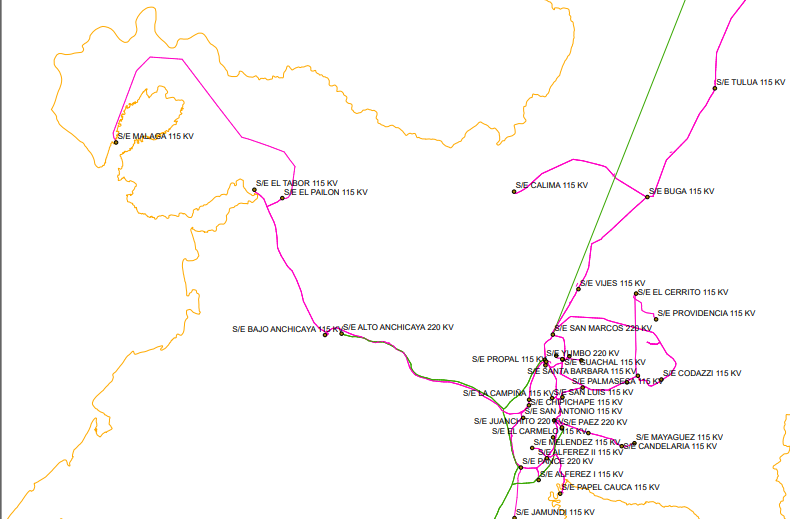 S/E TULUA 115 KV
S/E MALAGA 115 KV
S/E EL TABOR 115 KV
S/E CALIMA 115 KV
S/E EL PAILON 115 KV
S/E BUGA 115 KV
S/E VIJES 115 KV
S/E EL CERRITO 115 KV
S/E PROVIDENCIA 115 KV
S/E BAJO ANCHICAYA 115 KV
S/E ALTO ANCHICAYA 220 KV
S/E SAN MARCOS 220 KV
S/E YUMBO 220 KV
S/E PROPAL 115 KV
S/E GUACHAL 115 KV
S/E SANTA BARBARA 115 KV
S/E CODAZZI 115 KV
S/E PALMASECA 115 KV
S/E LA CAMPIÑA 115 KV
S/E SAN LUIS 115 KV
S/E CHIPICHAPE 115 KV
S/E SAN ANTONIO 115 KV
S/E JUANCHITO 220 KV
S/E PAEZ 220 KV
S/E EL CARMELO 115 KV
S/E MAYAGUEZ 115 KV
S/E MELENDEZ 115 KV
S/E CANDELARIA 115 KV
S/E ALFEREZ II 115 KV
S/E PANCE 220 KV
S/E ALFEREZ I 115 KV
S/E PAPEL CAUCA 115 KV
S/E JAMUNDI 115 KV